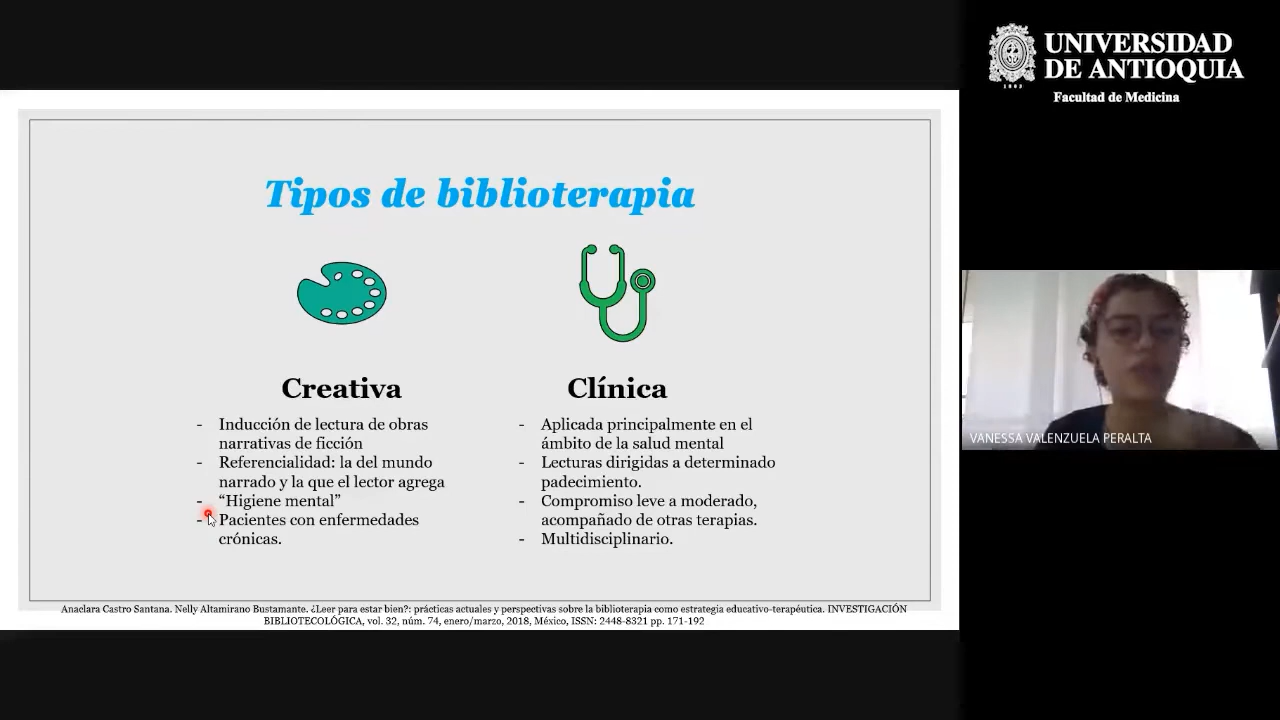 UNIVERSIDAD
DE ANTIOQUIA
1803
Facultad de Medicina
Tipos de biblioterapia
Creativa
- Inducción de lectura de obras
narrativas de ficción
- Referencialidad: la del mundo
narrado y la que el lector agrega
- “Higiene mental”
- Pacientes con enfermedades
crónicas.
Clínica
- Aplicada principalmente en el
ámbito de la salud mental
- Lecturas dirigidas a determinado
padecimiento.
- Compromiso leve a moderado,
acompañado de otras terapias.
- Multidisciplinario.
Anaclara Castro Santana. Nelly Altamirano Bustamante. ¿Leer para estar bien?: prácticas actuales y perspectivas sobre la biblioterapia como estrategia educativo-terapéutica. INVESTIGACIÓN
BIBLIOTECOLÓGICA, vol. 32, núm. 74, enero/marzo, 2018, México, ISSN: 2448-8321 pp. 171-192
VANESSA VALENZUELA PERALTA